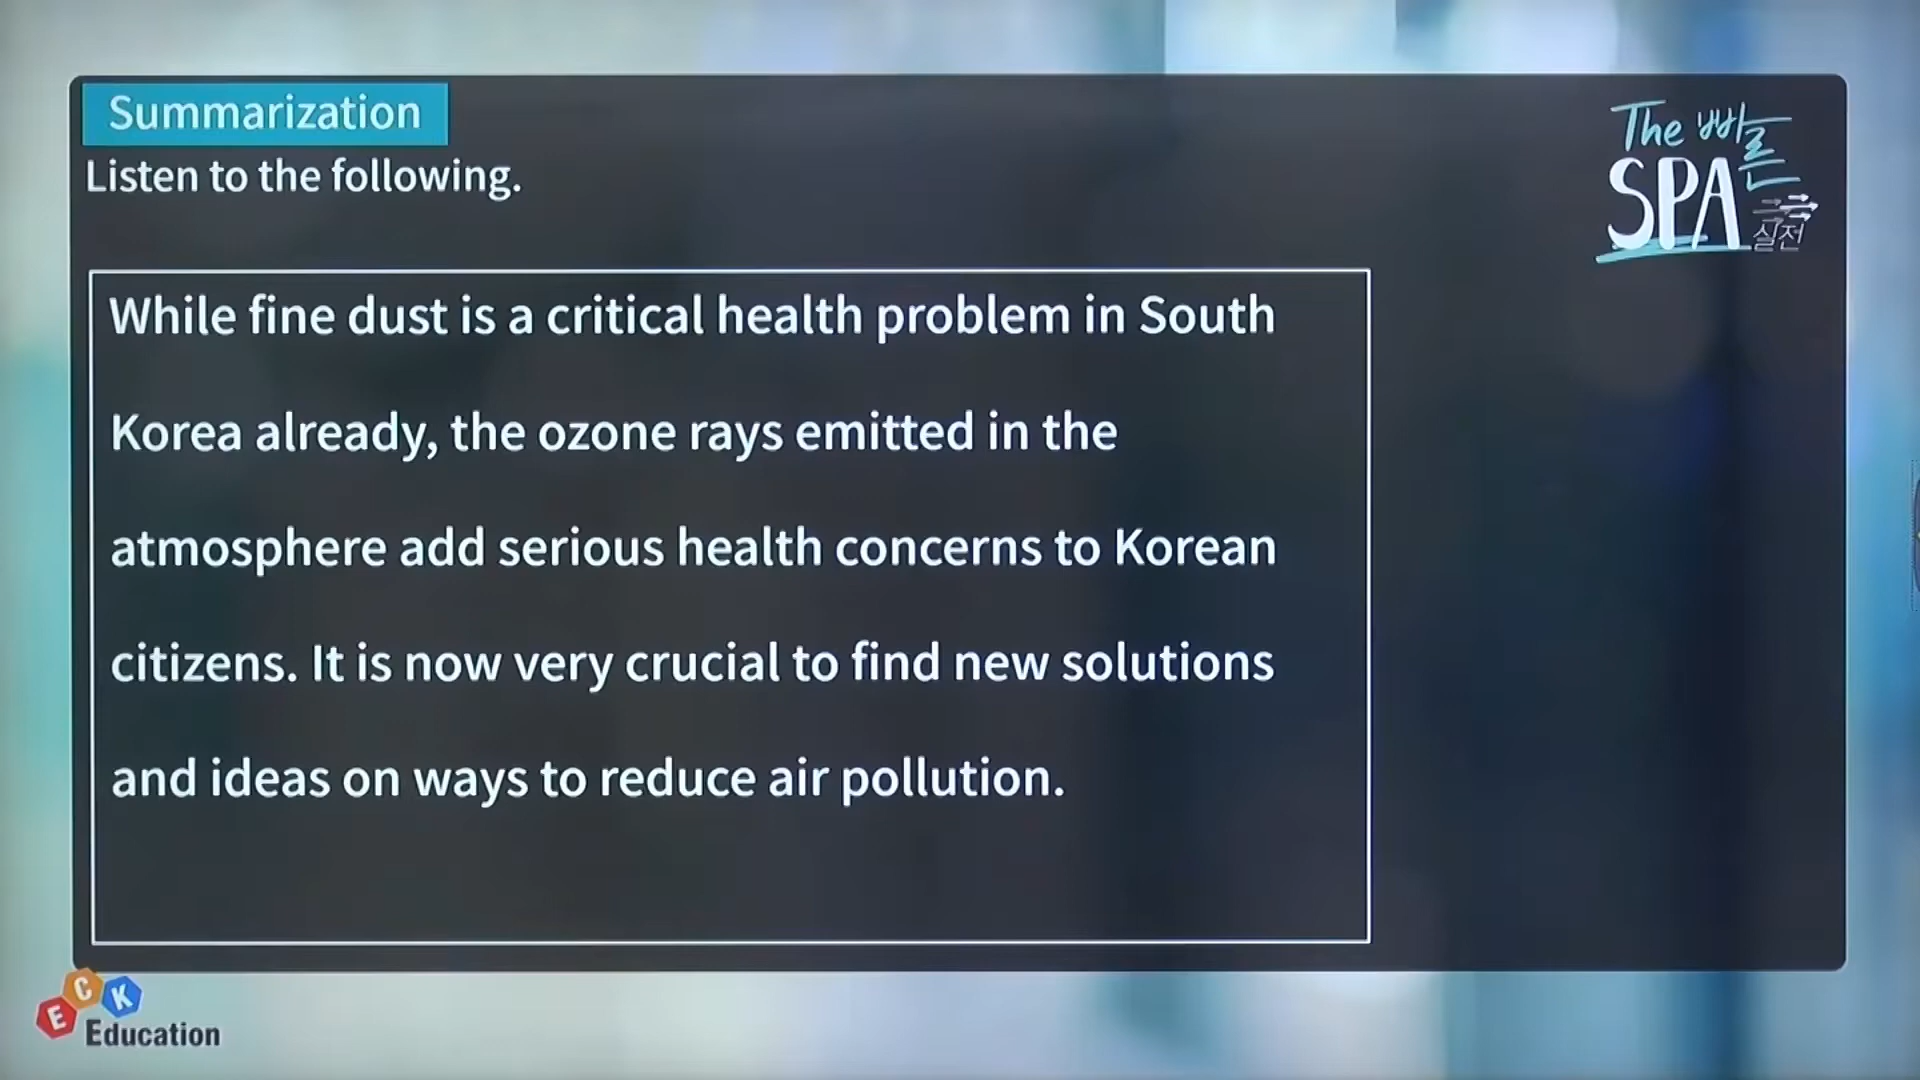 Summarization
Listen to the following.
The 빠른
SPA
실전
While fine dust is a critical health problem in South
Korea already, the ozone rays emitted in the
atmosphere add serious health concerns to Korean
citizens. It is now very crucial to find new solutions
and ideas on ways to reduce air pollution.
ECK
Education